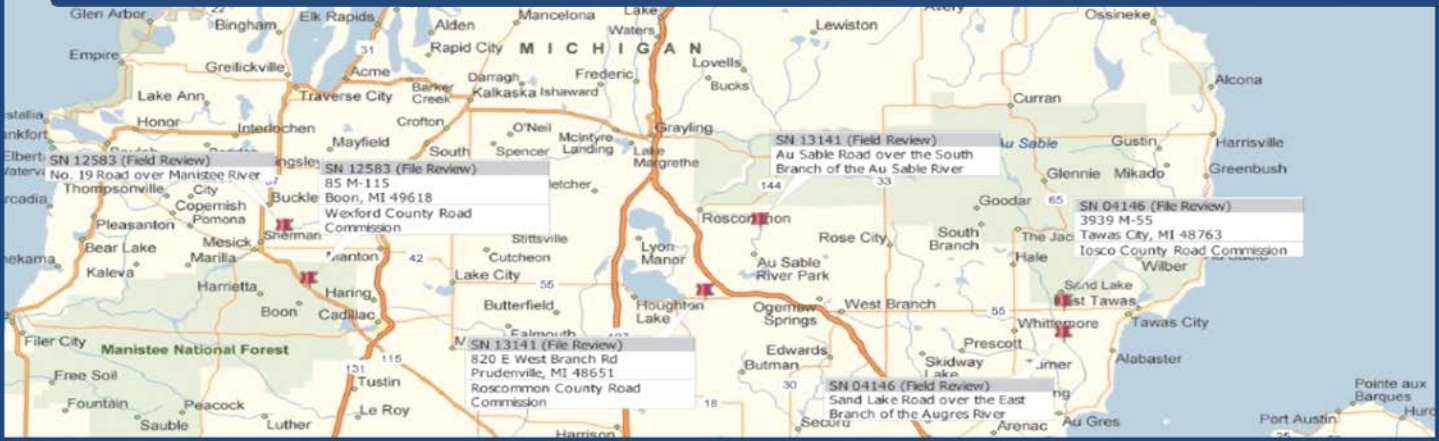 Glen Arbor
Bingham
Elk Rapids
Alden
Mancelona
Lake
Waters
Avery
Lewiston
Ossineke
Empire
31
Rapid City
MICHIGAN
Lovells
Greilickville
Acme
Darragh
Frederic
Bucks
Alcona
Lake Ann
Traverse City
Barker
Creek
Kalkaska
Ishaward
Curran
Honor
Interlochen
Mayfield
Crofton
O'Neil
McIntyre
Landing
Grayling
Lake
Margrethe
South
Spencer
Au Sable
Gustin
Harrisville
SN 13141 (Field Review)
Au Sable Road over the South
Branch of the Au Sable River
SN 12583 (Field Review)
No. 19 Road over Manistee River
SN 12583 (File Review)
85 M-115
Boon, MI 49618
Wexford County Road
Commission
Thompsonville
City
Copemish
Pomona
Buckle
144
33
Glennie
Mikado
Greenbush
Goodar
65
SN 04146 (File Review)
3939 M-55
Tawas City, MI 48763
Iosco County Road Commission
Pleasanton
Bear Lake
Kaleva
Mesick
Marilla
Sherman
Manton
42
Stittsville
Cutcheon
Lyon
Manor
Au Sable
River Park
Rose City
South
Branch
Hale
Wilber
Harrietta
Boon
Haring
Cadillac
Lake City
55
Butterfield
Houghton
Lake
Ogemaw
Springs
West Branch
55
Sand Lake
Tawas City
Whittemore
Filer City
Manistee National Forest
115
131
SN 13141 (File Review)
820 E West Branch Rd
Prudenville, MI 48651
Roscommon County Road
Commission
Edwards
Butman
Prescott
Skidway
Lake
Alabaster
Free Soil
Tustin
30
SN 04146 (Field Review)
Sand Lake Road over the East
Branch of the Augres River
Pointe aux
Barques
Fountain
Peacock
Le Roy
18
Sauble
Luther
Harrison
Arenac
Au Gres
Port Austin
25